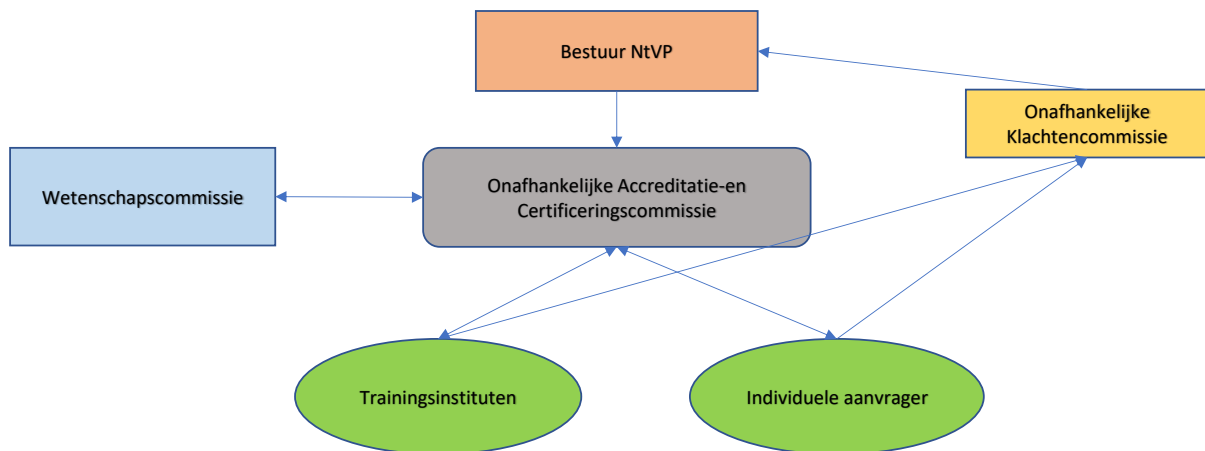 Bestuur NtVP
Onafhankelijke
Klachtencommissie
Wetenschapscommissie
Onafhankelijke Accreditatie-en
Certificeringscommissie
Trainingsinstituten
Individuele aanvrager